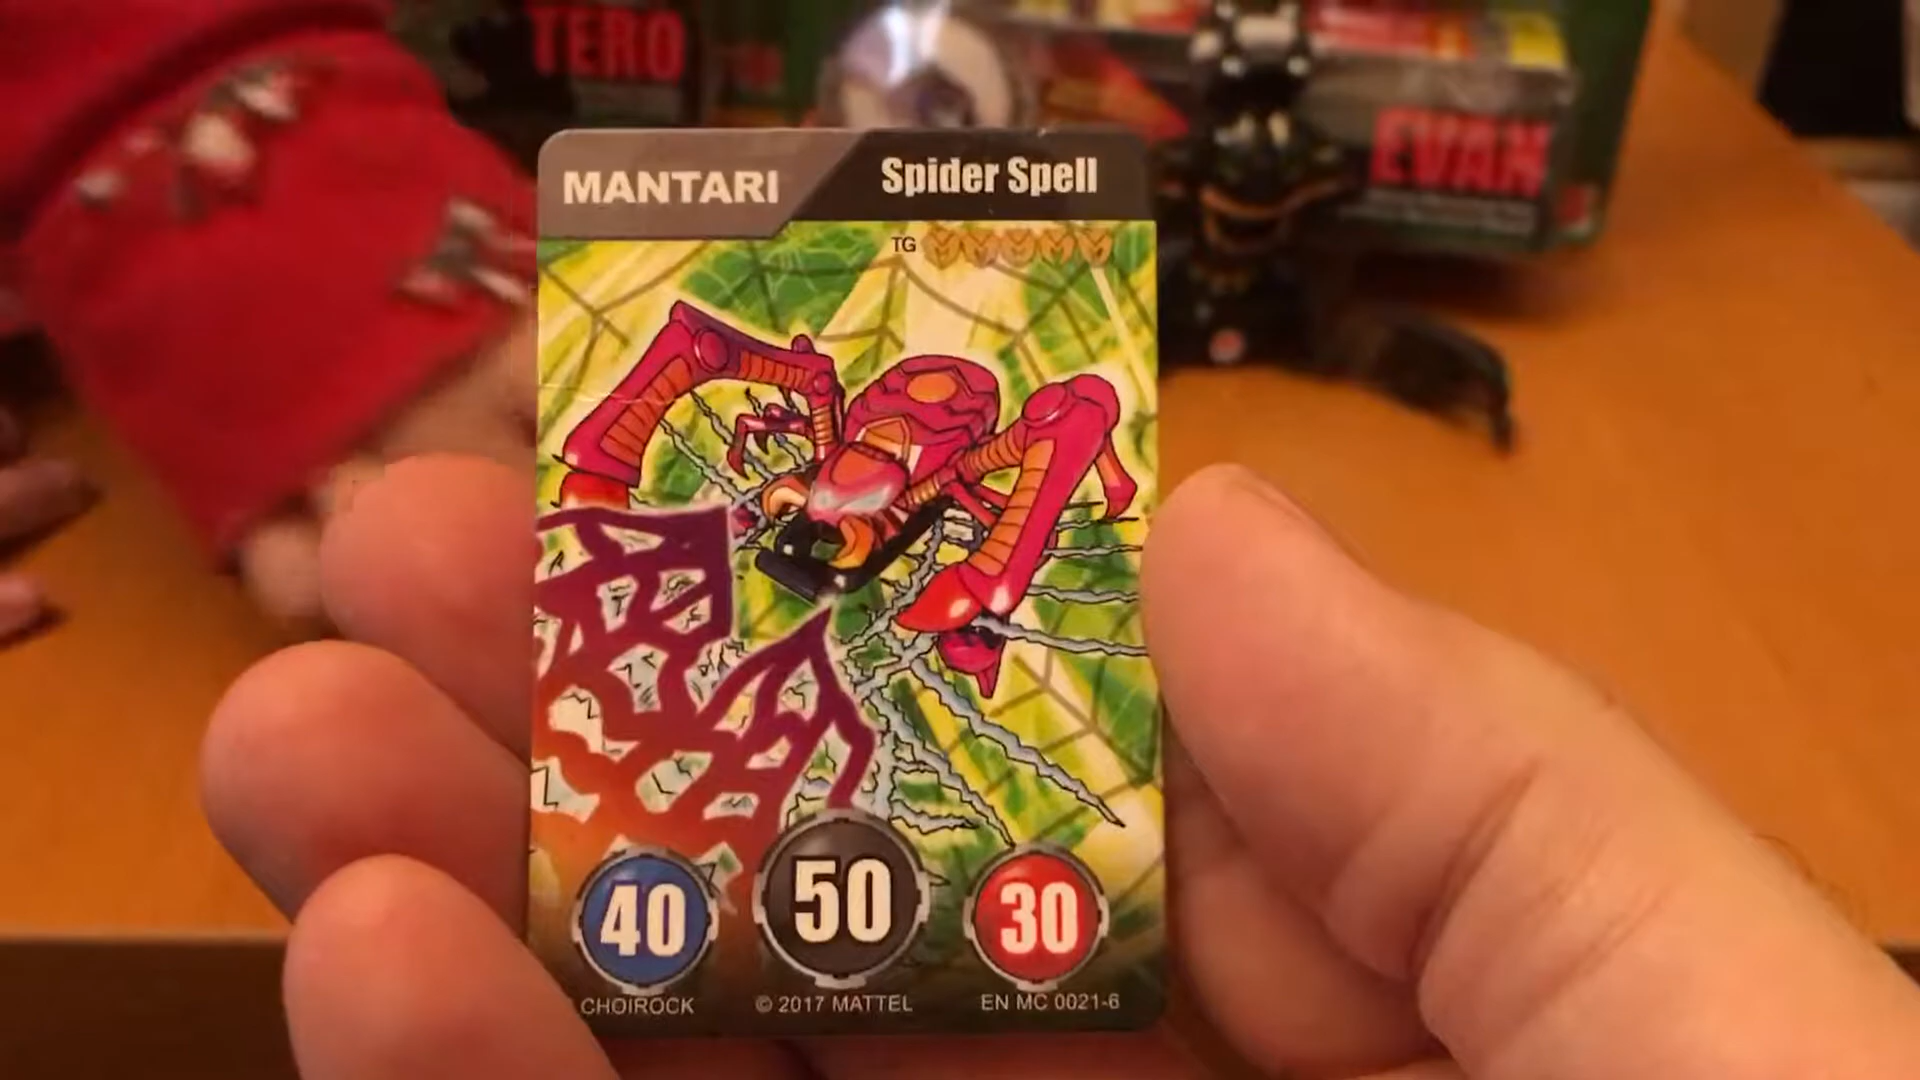 TERO
EVAN
MANTARI
Spider Spell
TG
40
50
30
CHOIROCK
© 2017 MATTEL
EN MC 0021-6